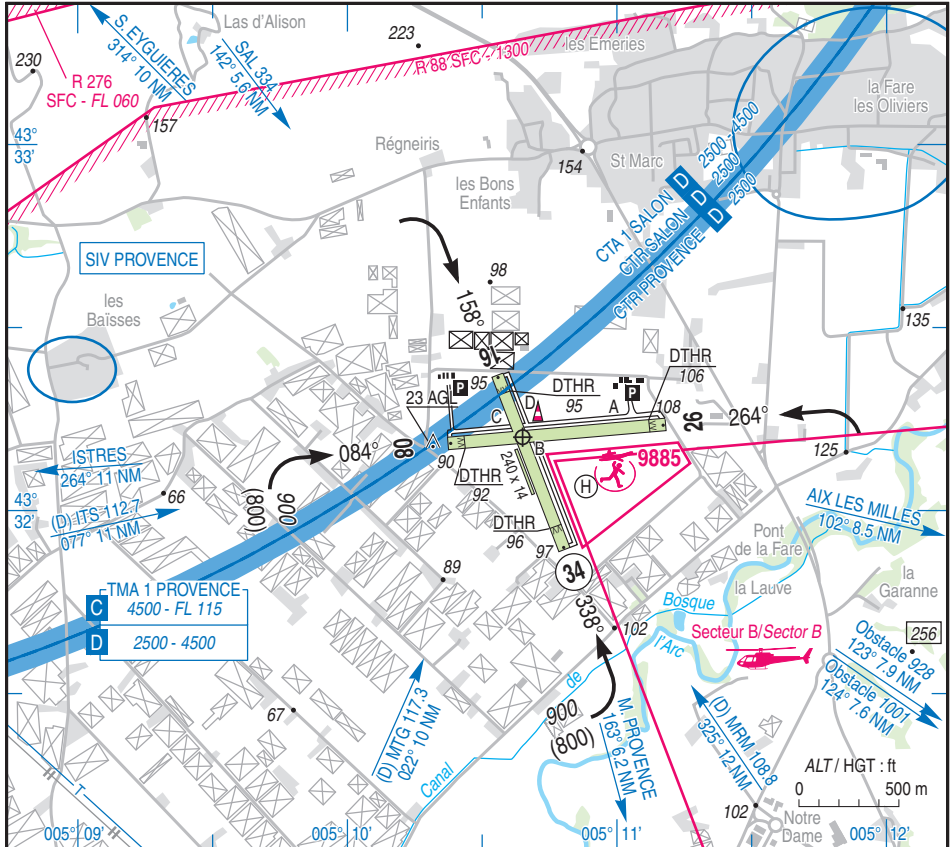 Las d'Alison
223
les Emeries
230
S. EYGUIERES
314° 10 NM
SAL 334
142° 5.6 NM
R 88 SFC - 1300
R 276
SFC - FL 060
157
la Fare
les Oliviers
43°
33'
Régneiris
154
St Marc
2500 - 4500
2500
2500
D
D
D
les Bons
Enfants
CTA 1 SALON
CTR SALON
CTR PROVENCE
SIV PROVENCE
98
158°
les
Baïsses
135
16
DTHR
106
95
P
DTHR
95
P
23 AGL
C
D
A
108
26
264°
084°
08
90
B
125
DTHR
92
240 x 14
9885
H
ISTRES
264° 11 NM
66
900
(800)
43°
32'
(D) ITS 112.7
077° 11 NM
DTHR
96
97
AIX LES MILLES
102° 8.5 NM
Pont
de la Fare
34
89
338°
la Lauve
la
Garanne
TMA 1 PROVENCE
C
4500 - FL 115
D
2500 - 4500
Bosque
102
l'Arc
Secteur B/Sector B
256
Obstacle 928
123° 7.9 NM
Obstacle 1001
124° 7.6 NM
de
67
(D) MTG 117.3
022° 10 NM
900
(800)
M. PROVENCE
163° 6.2 NM
(D) MRM 108.8
325° 12 NM
Canal
ALT / HGT : ft
0
500 m
T
102
Notre
Dame
005° 09'
005° 10'
005° 11'
005° 12'